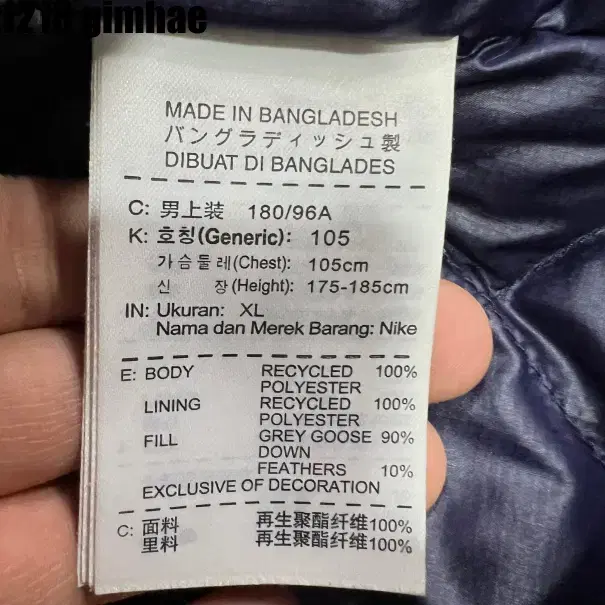 f218 gimhae
MADE IN BANGLADESH
バングラディッシュ製
DIBUAT DI BANGLADES
C: 男上装 180/96A
K: 호칭(Generic): 105
가슴둘레(Chest): 105cm
신 장(Height): 175-185cm
IN: Ukuran: XL
Nama dan Merek Barang: Nike
E: BODY RECYCLED 100%
POLYESTER
LINING RECYCLED 100%
POLYESTER
FILL GREY GOOSE 90%
DOWN
FEATHERS 10%
EXCLUSIVE OF DECORATION
C: 面料 再生聚酯纤维100%
里料 再生聚酯纤维100%